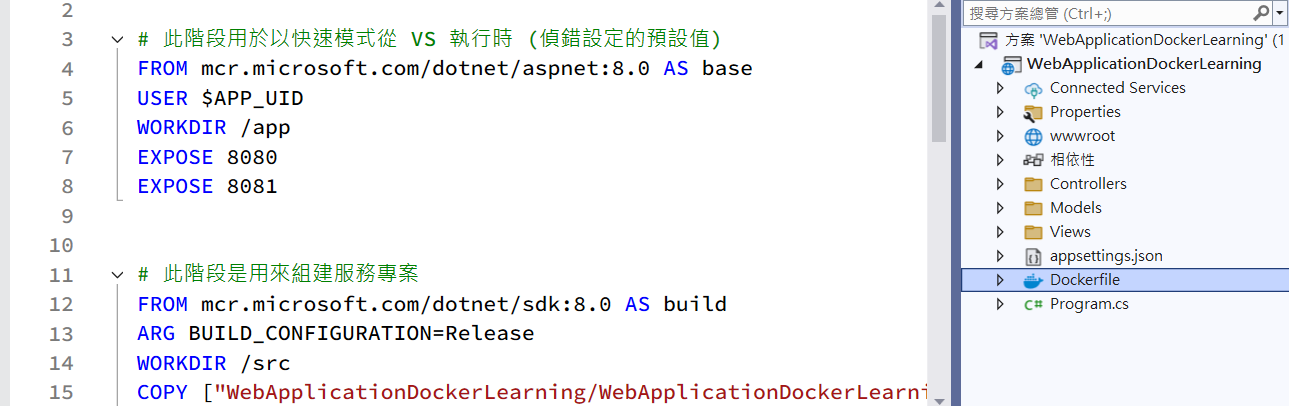 2
3 # 此階段用於以快速模式從 VS 執行時 (偵錯設定的預設值)
4 FROM mcr.microsoft.com/dotnet/aspnet:8.0 AS base
5 USER $APP_UID
6 WORKDIR /app
7 EXPOSE 8080
8 EXPOSE 8081
9
10
11 # 此階段是用來組建服務專案
12 FROM mcr.microsoft.com/dotnet/sdk:8.0 AS build
13 ARG BUILD_CONFIGURATION=Release
14 WORKDIR /src
15 COPY ["WebApplicationDockerLearning/WebApplicationDockerLearni
搜尋方案總管 (Ctrl+;)
方案 'WebApplicationDockerLearning' (1
WebApplicationDockerLearning
Connected Services
Properties
wwwroot
相依性
Controllers
Models
Views
appsettings.json
Dockerfile
C# Program.cs